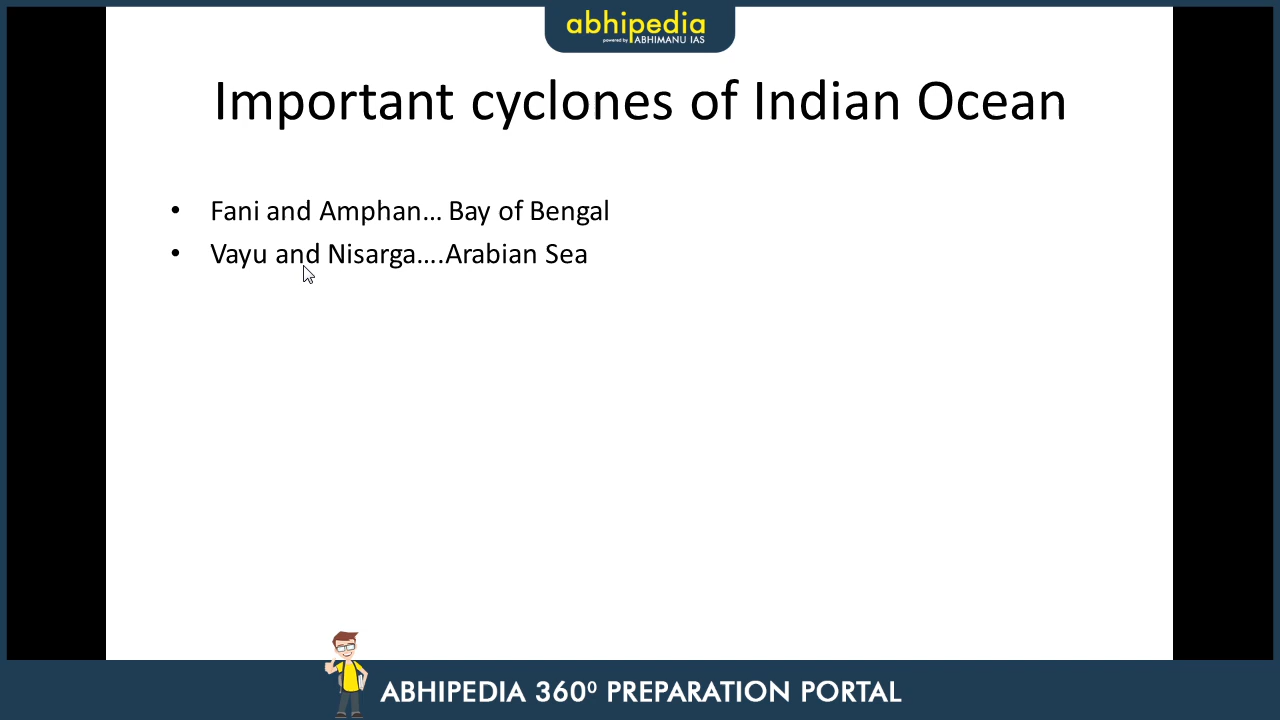 abhipedia
powered by ABHIMANU IAS
Important cyclones of Indian Ocean
• Fani and Amphan... Bay of Bengal
• Vayu and Nisarga....Arabian Sea
ABHIPEDIA 360⁰ PREPARATION PORTAL